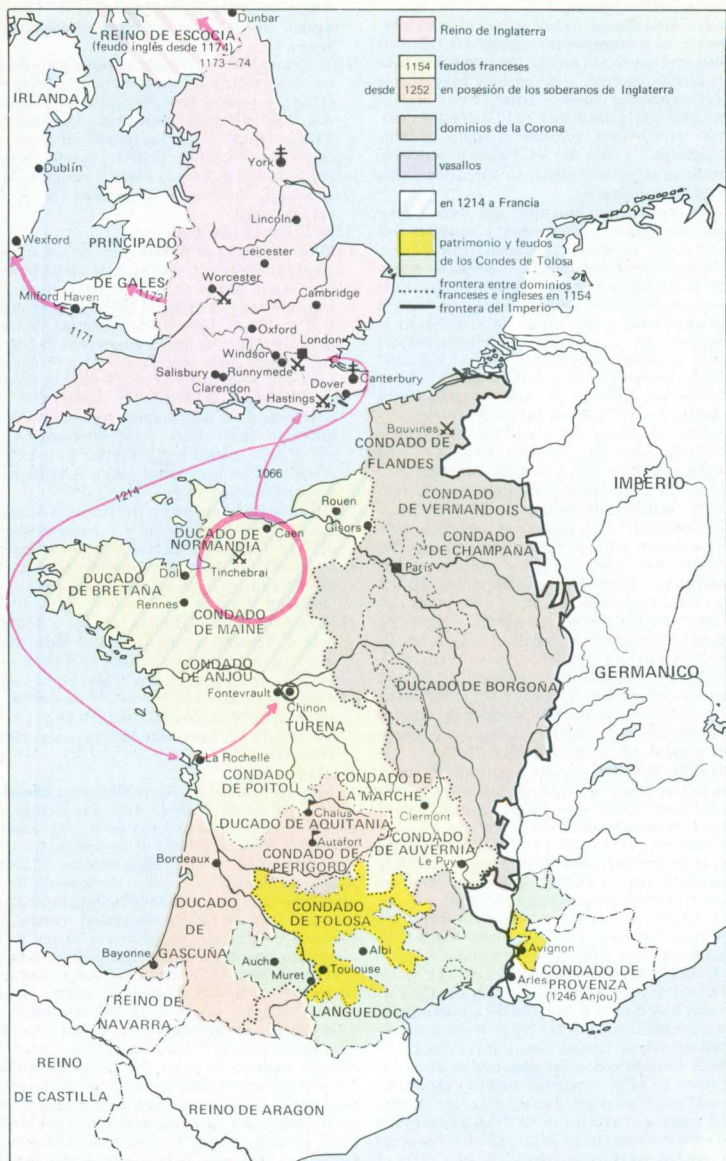 Dunbar
REINO DE ESCOCIA
(feudo inglés desde 1174)
1173—74
IRLANDA
Dublín
Wexford
York
Lincoln
PRINCIPADO
DE GALES
1172
Leicester
Worcester
Milford Haven
1171
Cambridge
Oxford
London
Windsor
Salisbury
Runnymede
Clarendon
Dover
Canterbury
Hastings
Reino de Inglaterra
1154 feudos franceses
desde 1252 en posesión de los soberanos de Inglaterra
dominios de la Corona
vasallos
en 1214 a Francia
patrimonio y feudos
de los Condes de Tolosa
frontera entre dominios
franceses e ingleses en 1154
frontera del Imperio
1214
1066
Bouvines
CONDADO DE
FLANDES
CONDADO
DE VERMANDOIS
CONDADO
DE CHAMPAÑA
IMPERIO
GERMANICO
Rouen
Gisors
Caen
DUCADO DE
NORMANDIA
Tinchebrai
París
DUCADO
DE BRETAÑA
Dol
Rennes
CONDADO
DE MAINE
CONDADO
DE ANJOU
Fontevrault
Chinon
TURENA
DUCADO DE BORGOÑA
La Rochelle
CONDADO
DE POITOU
CONDADO DE
LA MARCHE
Chalus
Clermont
DUCADO DE AQUITANIA
Autafort
CONDADO
DE AUVERNIA
CONDADO DE
PERIGORD
Le Puy
Bordeaux
DUCADO
DE
GASCUÑA
CONDADO
DE TOLOSA
Bayonne
Auch
Albi
Toulouse
Muret
Avignon
Arles
CONDADO DE
PROVENZA
(1246 Anjou)
LANGUEDOC
REINO DE
NAVARRA
REINO
DE CASTILLA
REINO DE ARAGON